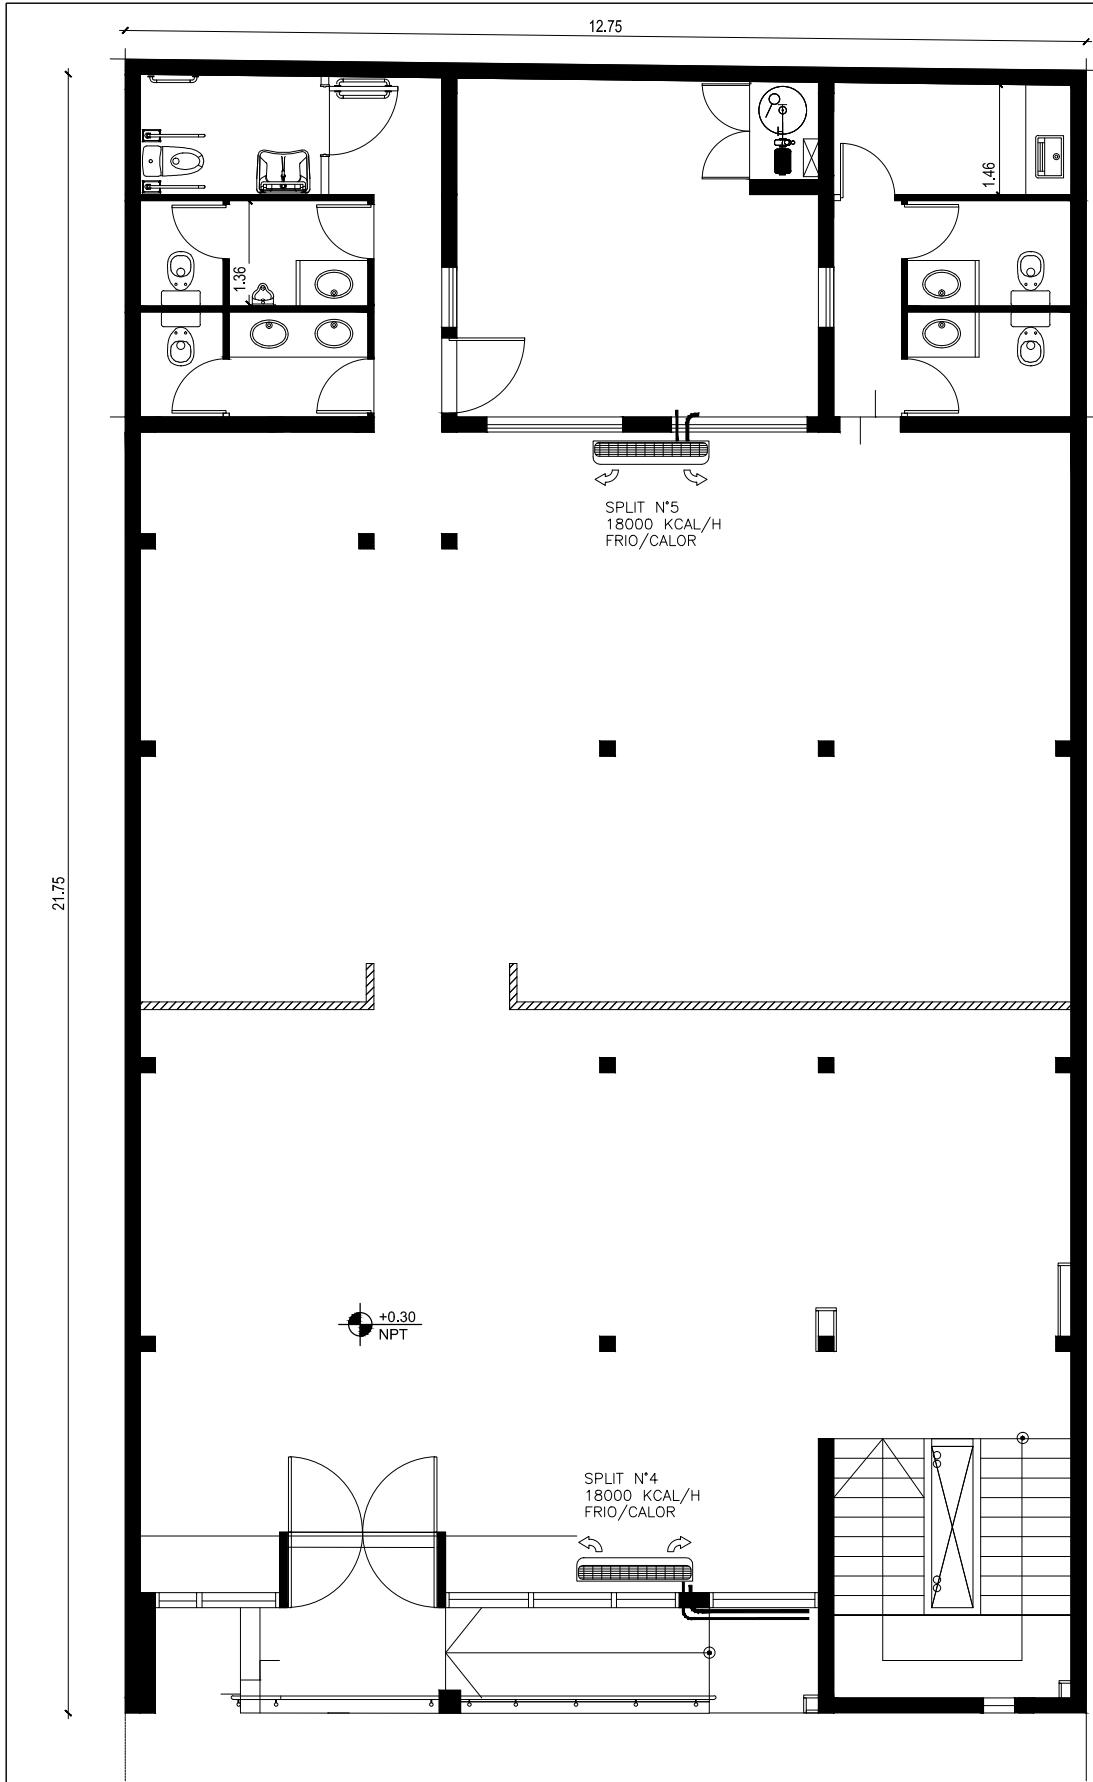 12.75
1.46
1.36
SPLIT N°5
18000 KCAL/H
FRIO/CALOR
21.75
+0.30
NPT
SPLIT N°4
18000 KCAL/H
FRIO/CALOR